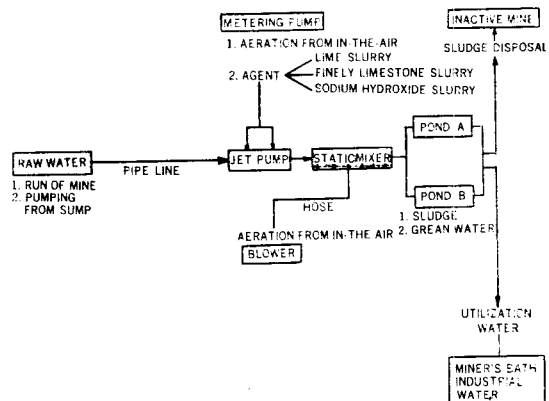 METERING PUMP
1. AERATION FROM IN-THE-AIR
2. AGENT
LIME SLURRY
FINELY LIMESTONE SLURRY
SODIUM HYDROXIDE SLURRY
INACTIVE MINE
SLUDGE DISPOSAL
RAW WATER
1. RUN OF MINE
2. PUMPING
FROM SUMP
PIPE LINE
JET PUMP
STATICMIXER
POND A
POND B
1. SLUDGE
2. GREAN WATER
HOSE
AERATION FROM IN-THE AIR
BLOWER
UTILIZATION
WATER
MINER'S BATH
INDUSTRIAL
WATER